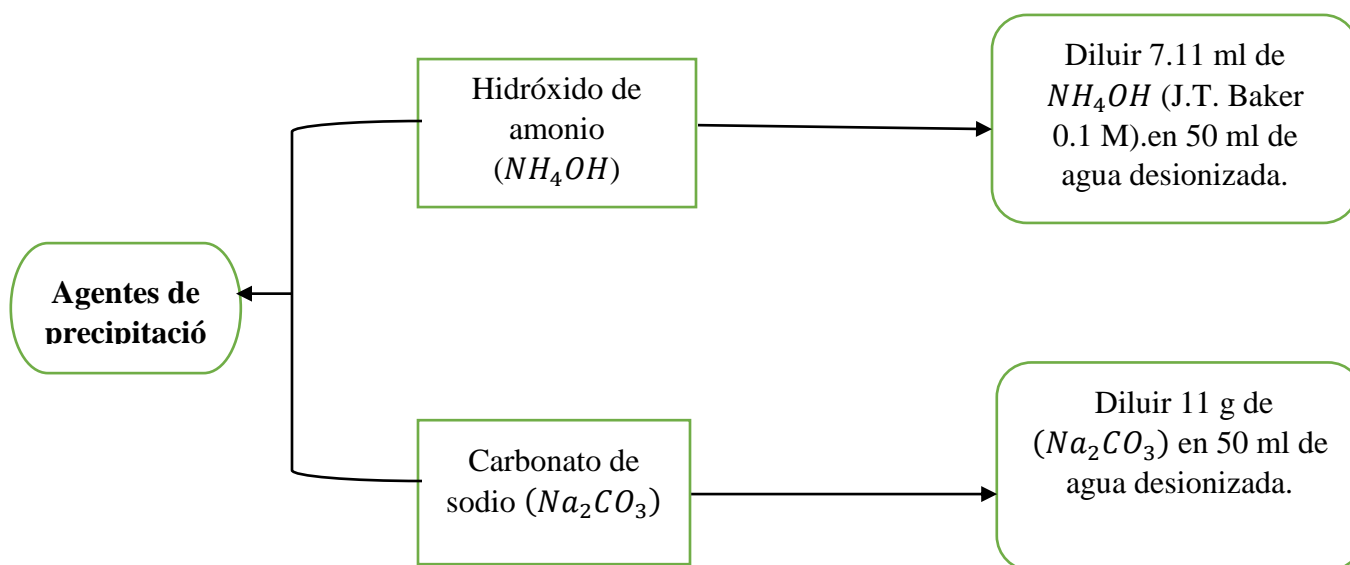 Agentes de
precipitació
Hidróxido de
amonio
(NH₄OH)
Diluir 7.11 ml de
NH₄OH (J.T. Baker
0.1 M).en 50 ml de
agua desionizada.
Carbonato de
sodio (Na₂CO₃)
Diluir 11 g de
(Na₂CO₃) en 50 ml de
agua desionizada.